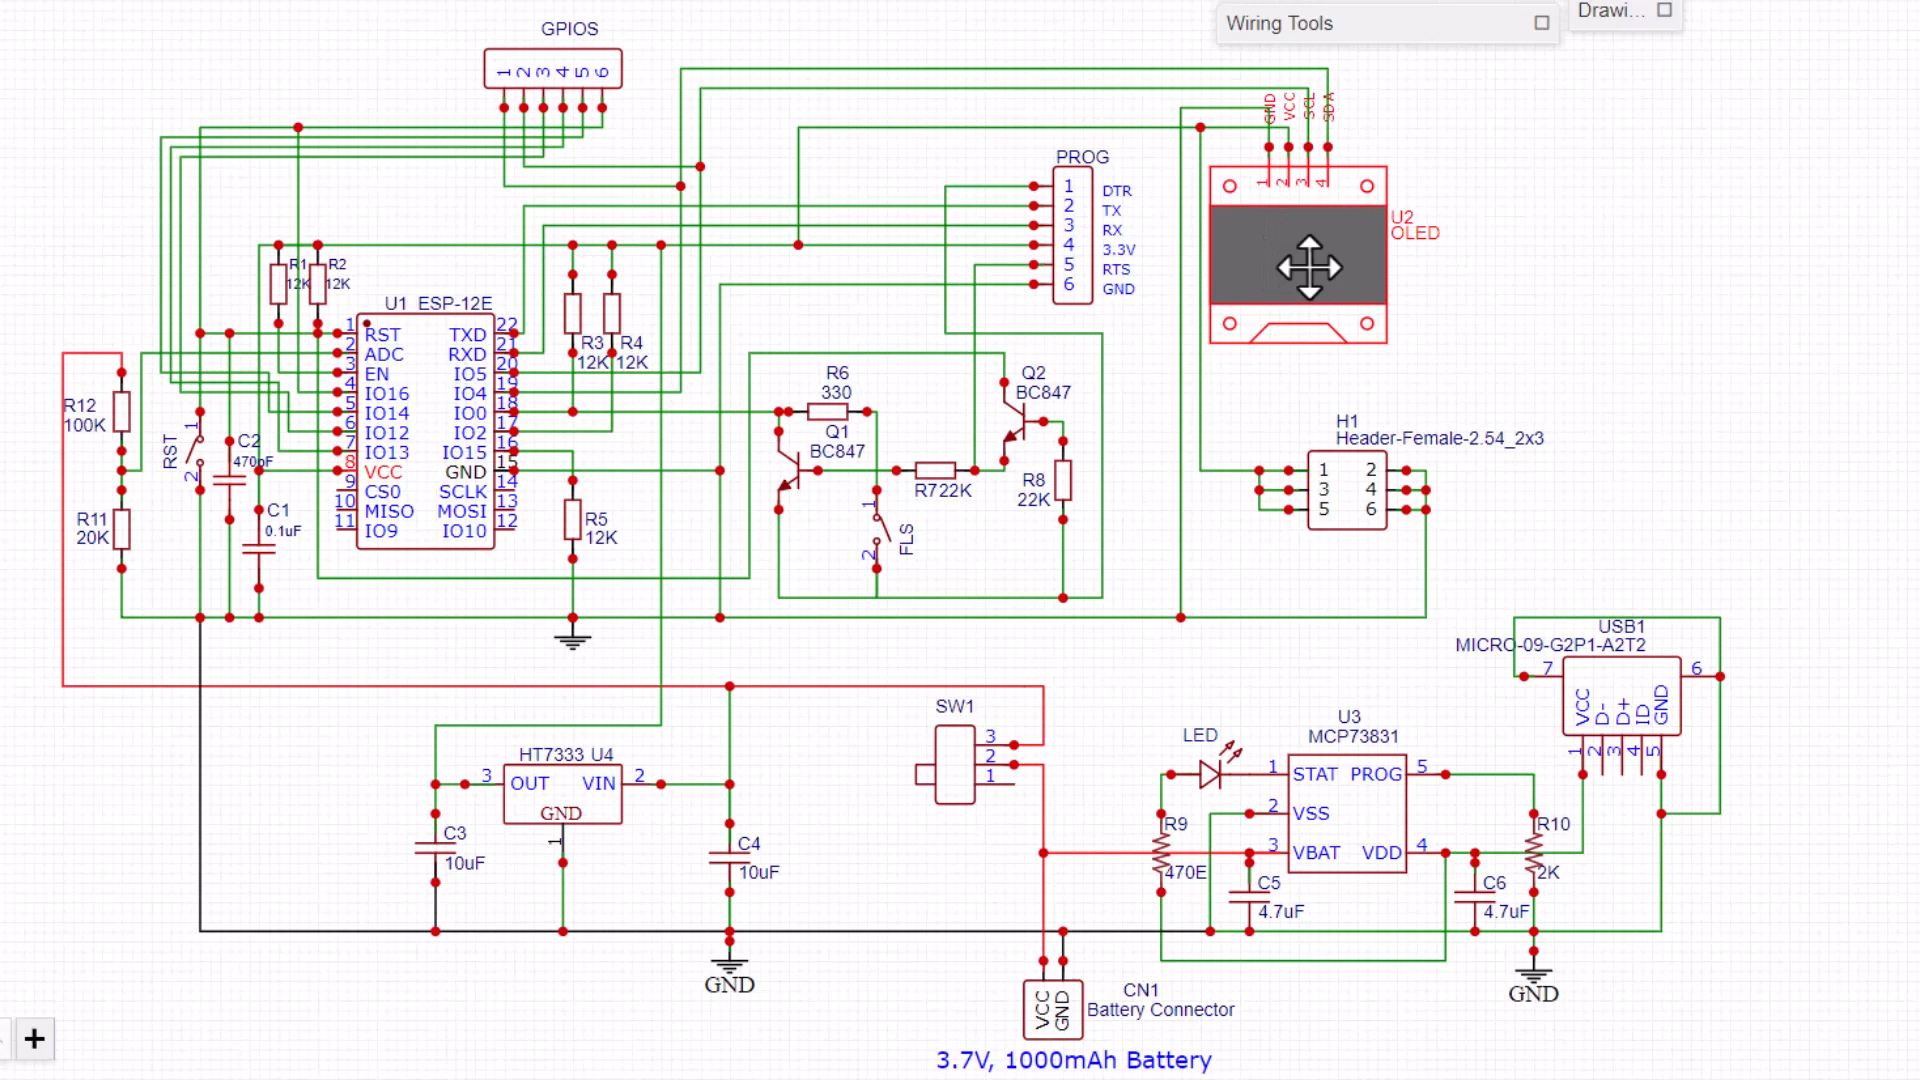 Wiring Tools
Drawi...
GPIOS
1 2 3 4 5 6
GND VCC SCL SDA
1 2 3 4
U2
OLED
PROG
1 DTR
2 TX
3 RX
4 3.3V
5 RTS
6 GND
R1
12K
R2
12K
U1 ESP-12E
1 RST
2 ADC
3 EN
4 IO16
5 IO14
6 IO12
7 IO13
8 VCC
9 CS0
10 MISO
11 IO9
TXD 22
RXD 21
IO5 20
IO4 19
IO0 18
IO2 17
IO15 16
GND 15
SCLK 14
MOSI 13
IO10 12
R3
12K
R4
12K
R12
100K
R11
20K
RST
1
2
C2
470pF
C1
0.1uF
R5
12K
R6
330
Q1
BC847
Q2
BC847
R7 22K
R8
22K
FLS
1
2
H1
Header-Female-2.54_2x3
1 2
3 4
5 6
USB1
MICRO-09-G2P1-A2T2
7 6
VCC D- D+ ID GND
1 2 3 4 5
SW1
3
2
1
HT7333 U4
3 OUT VIN 2
GND
1
C3
10uF
C4
10uF
GND
LED
U3
MCP73831
1 STAT PROG 5
2 VSS
3 VBAT VDD 4
R9
470E
R10
2K
C5
4.7uF
C6
4.7uF
GND
VCC GND
CN1
Battery Connector
3.7V, 1000mAh Battery
+